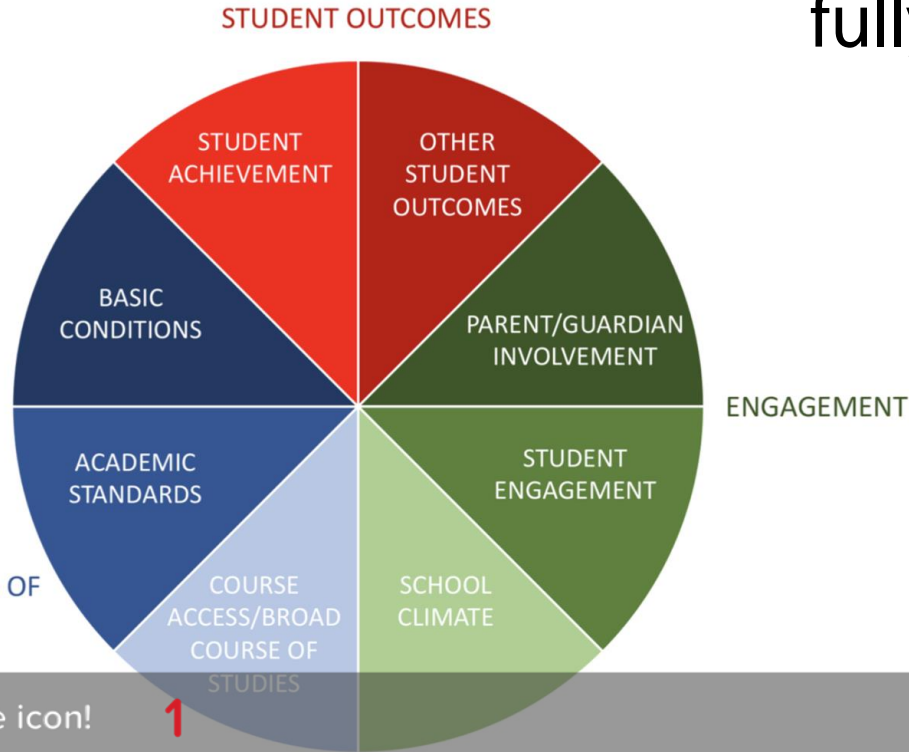 STUDENT OUTCOMES
fully
STUDENT
ACHIEVEMENT
OTHER
STUDENT
OUTCOMES
BASIC
CONDITIONS
PARENT/GUARDIAN
INVOLVEMENT
ENGAGEMENT
ACADEMIC
STANDARDS
STUDENT
ENGAGEMENT
OF
COURSE
ACCESS/BROAD
COURSE OF
STUDIES
SCHOOL
CLIMATE
e icon!
1